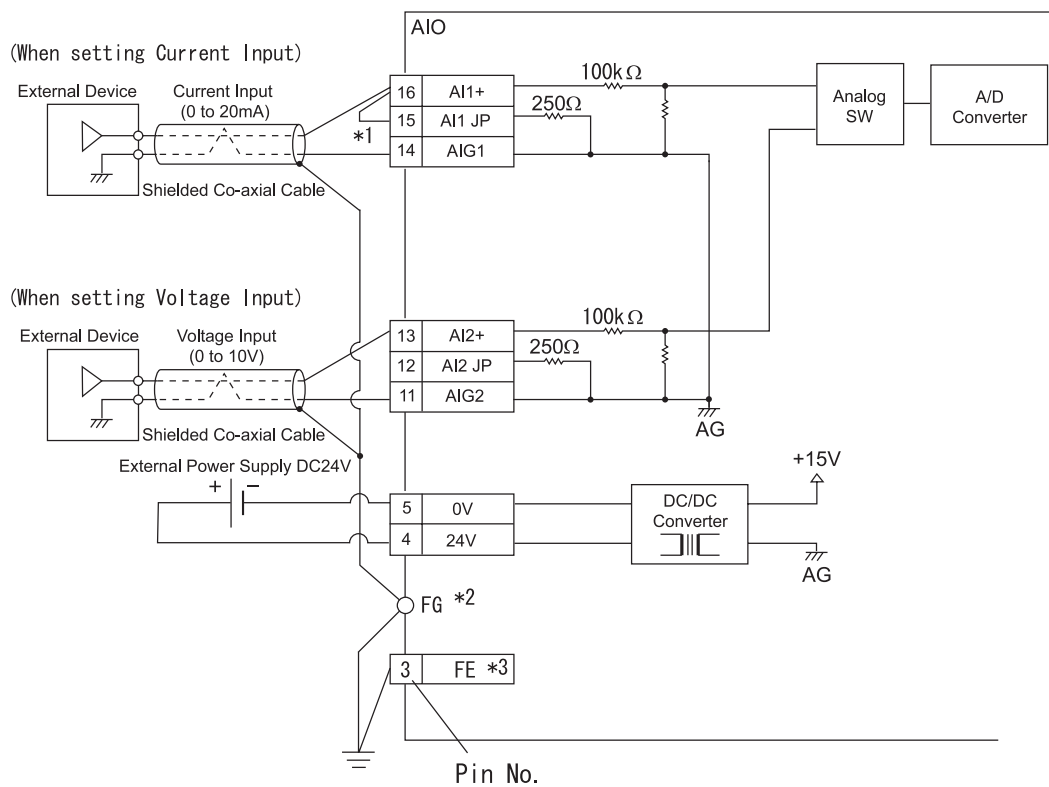 AIO
(When setting Current Input)
External Device
Current Input
(0 to 20mA)
16 AI1+
15 AI1 JP
14 AIG1
*1
100kΩ
250Ω
Analog
SW
A/D
Converter
Shielded Co-axial Cable
(When setting Voltage Input)
External Device
Voltage Input
(0 to 10V)
13 AI2+
12 AI2 JP
11 AIG2
100kΩ
250Ω
AG
Shielded Co-axial Cable
External Power Supply DC24V
+ −
5 0V
4 24V
DC/DC
Converter
+15V
AG
FG *2
3 FE *3
Pin No.